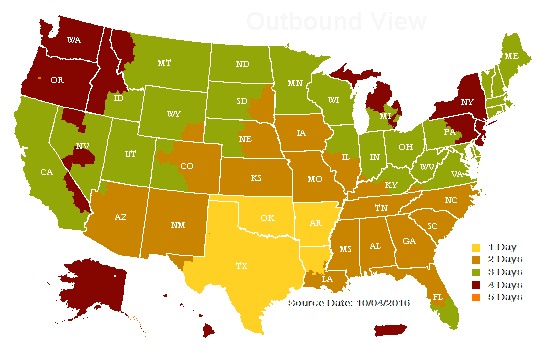 Outbound View
WA
ME
MT
ND
OR
MN
ID
SD
WI
NY
WY
MI
IA
PA
NE
NV
OH
IL
IN
UT
CO
WV
CA
VA
KS
MO
KY
NC
TN
AZ
OK
AR
NM
SC
MS
AL
GA
TX
LA
FL
1 Day
2 Days
3 Days
4 Days
5 Days
Source Date: 10/04/2016